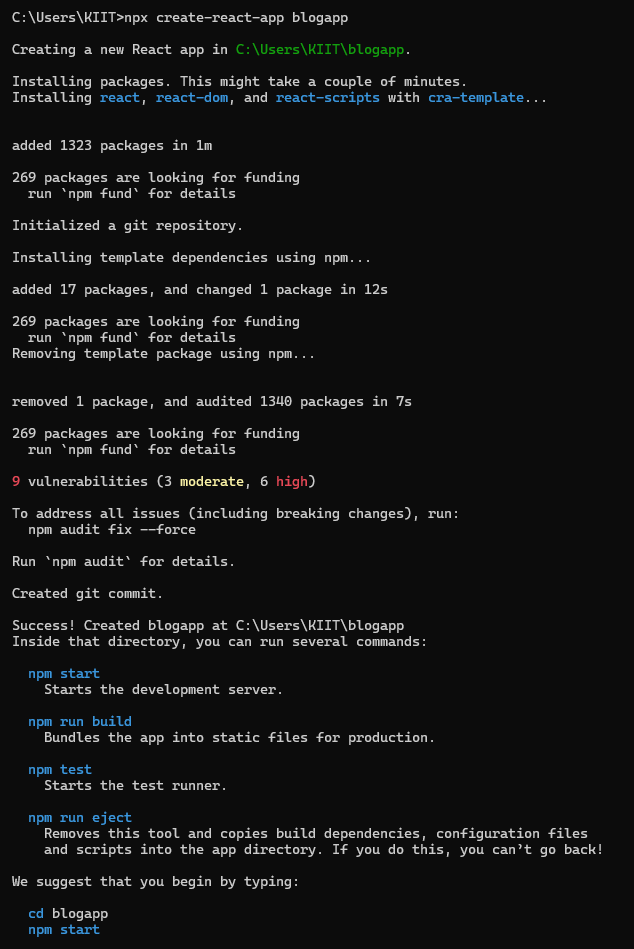 C:\Users\KIIT>npx create-react-app blogapp
Creating a new React app in C:\Users\KIIT\blogapp.
Installing packages. This might take a couple of minutes.
Installing react, react-dom, and react-scripts with cra-template...
added 1323 packages in 1m
269 packages are looking for funding
  run `npm fund` for details
Initialized a git repository.
Installing template dependencies using npm...
added 17 packages, and changed 1 package in 12s
269 packages are looking for funding
  run `npm fund` for details
Removing template package using npm...
removed 1 package, and audited 1340 packages in 7s
269 packages are looking for funding
  run `npm fund` for details
9 vulnerabilities (3 moderate, 6 high)
To address all issues (including breaking changes), run:
  npm audit fix --force
Run `npm audit` for details.
Created git commit.
Success! Created blogapp at C:\Users\KIIT\blogapp
Inside that directory, you can run several commands:
  npm start
    Starts the development server.
  npm run build
    Bundles the app into static files for production.
  npm test
    Starts the test runner.
  npm run eject
    Removes this tool and copies build dependencies, configuration files
    and scripts into the app directory. If you do this, you can’t go back!
We suggest that you begin by typing:
  cd blogapp
  npm start